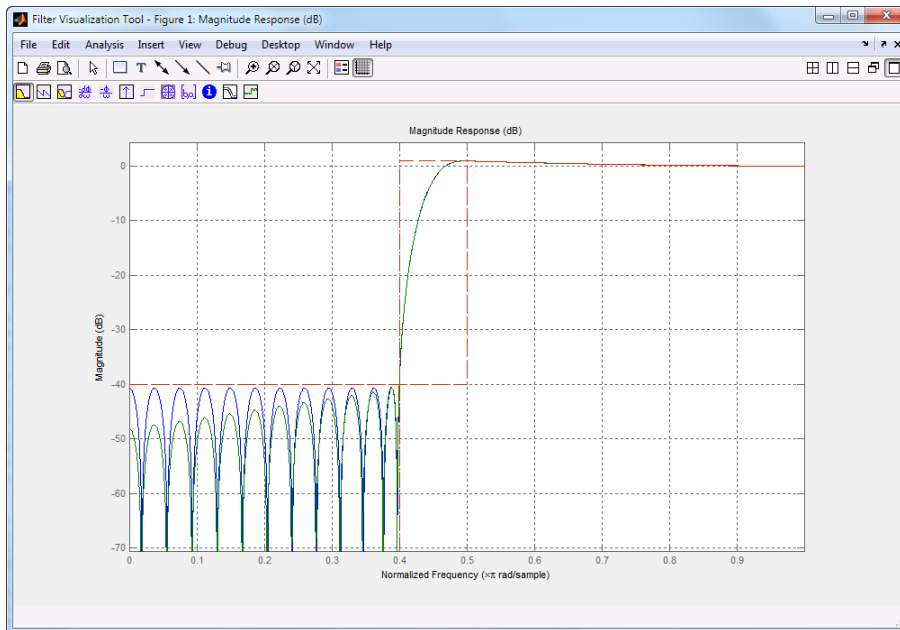 Filter Visualization Tool - Figure 1: Magnitude Response (dB)
File Edit Analysis Insert View Debug Desktop Window Help
Magnitude Response (dB)
0
-10
-20
-30
-40
-50
-60
-70
Magnitude (dB)
0 0.1 0.2 0.3 0.4 0.5 0.6 0.7 0.8 0.9
Normalized Frequency (×π rad/sample)